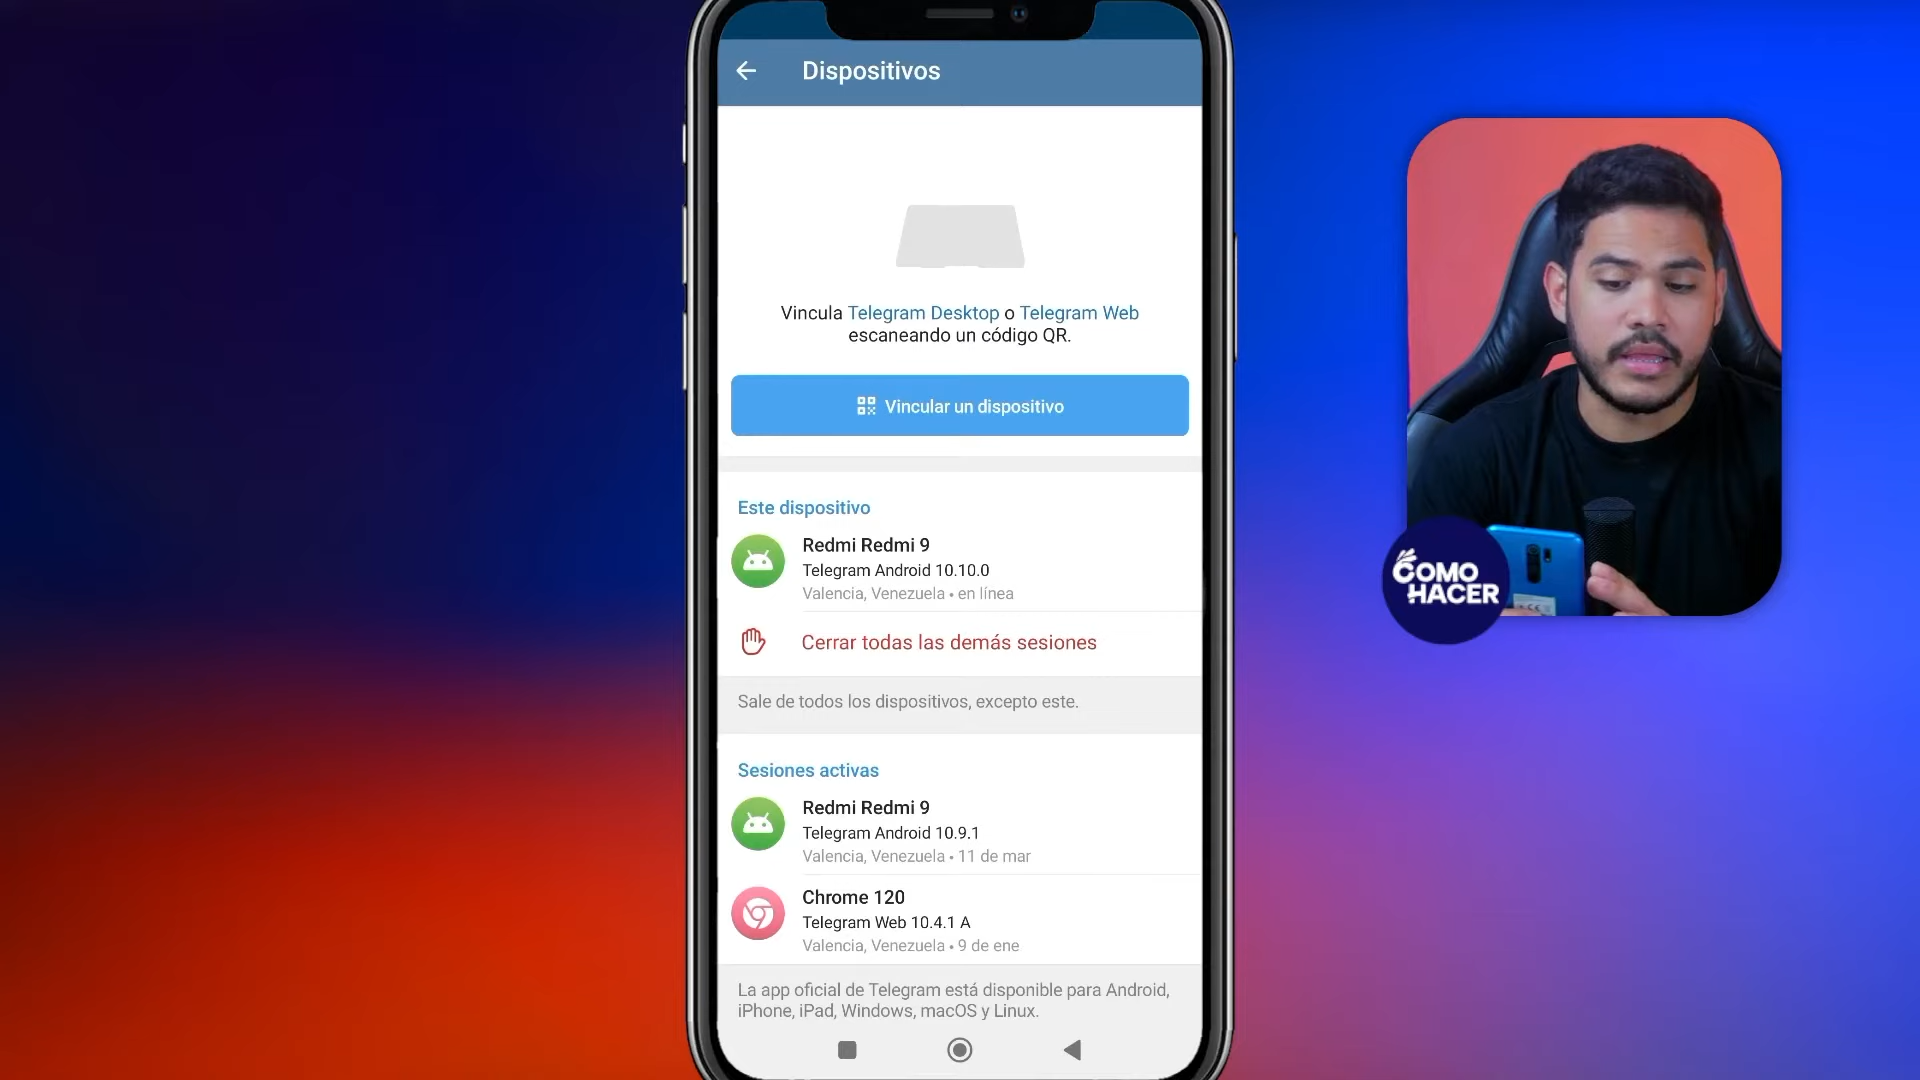 Dispositivos
Vincula Telegram Desktop o Telegram Web
escaneando un código QR.
Vincular un dispositivo
Este dispositivo
Redmi Redmi 9
Telegram Android 10.10.0
Valencia, Venezuela • en línea
Cerrar todas las demás sesiones
Sale de todos los dispositivos, excepto este.
Sesiones activas
Redmi Redmi 9
Telegram Android 10.9.1
Valencia, Venezuela • 11 de mar
Chrome 120
Telegram Web 10.4.1 A
Valencia, Venezuela • 9 de ene
La app oficial de Telegram está disponible para Android,
iPhone, iPad, Windows, macOS y Linux.
COMO
HACER